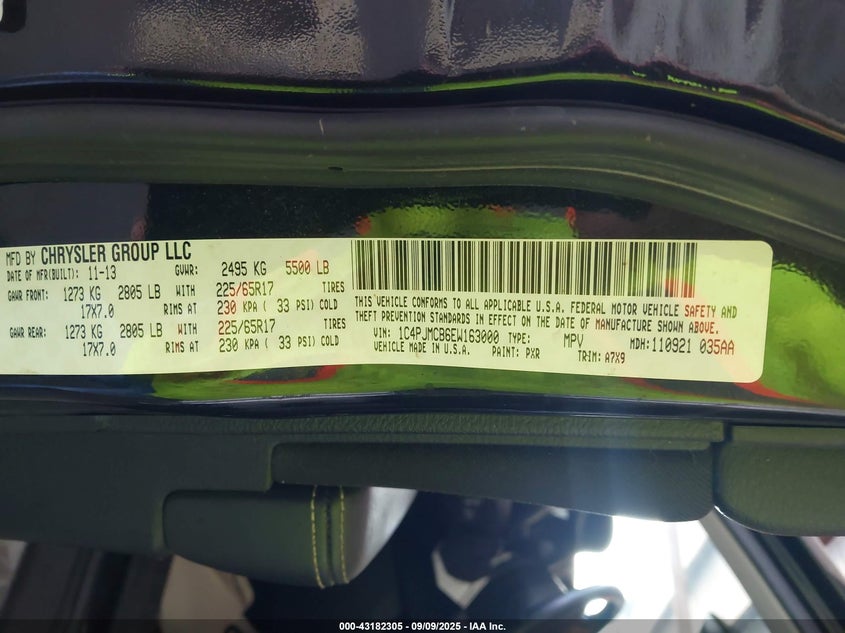 MFD BY CHRYSLER GROUP LLC
DATE OF MFR(BUILT): 11-13 GVWR: 2495 KG 5500 LB
GAWR FRONT: 1273 KG 2805 LB WITH 225/65R17 TIRES
17X7.0 RIMS AT 230 KPA ( 33 PSI) COLD
GAWR REAR: 1273 KG 2805 LB WITH 225/65R17 TIRES
17X7.0 RIMS AT 230 KPA ( 33 PSI) COLD
THIS VEHICLE CONFORMS TO ALL APPLICABLE U.S.A. FEDERAL MOTOR VEHICLE SAFETY AND
THEFT PREVENTION STANDARDS IN EFFECT ON THE DATE OF MANUFACTURE SHOWN ABOVE.
VIN: 1C4PJMCB6EW163000 TYPE: MPV MDH: 110921 035AA
VEHICLE MADE IN U.S.A. PAINT: PXR TRIM: A7X9
000-43182305 - 09/09/2025 - IAA Inc.